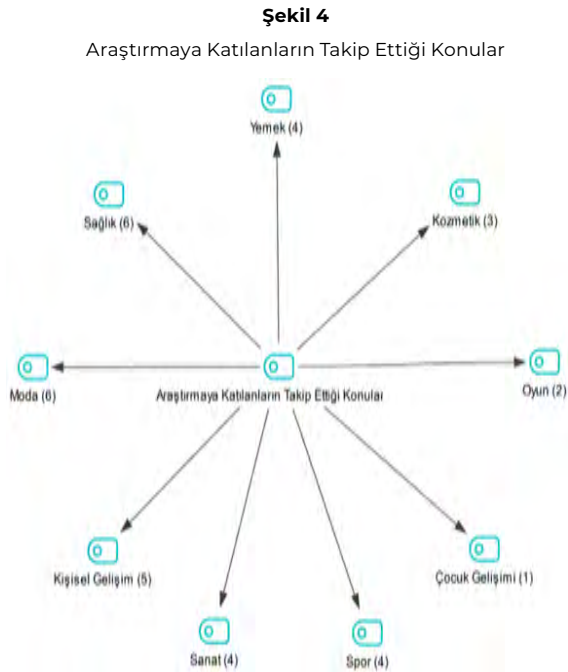 Şekil 4
Araştırmaya Katılanların Takip Ettiği Konular
Yemek (4)
Sağlık (6)
Kozmetik (3)
Moda (6)
Araştırmaya Katılanların Takip Ettiği Konular
Oyun (2)
Kişisel Gelişim (5)
Çocuk Gelişimi (1)
Sanat (4)
Spor (4)